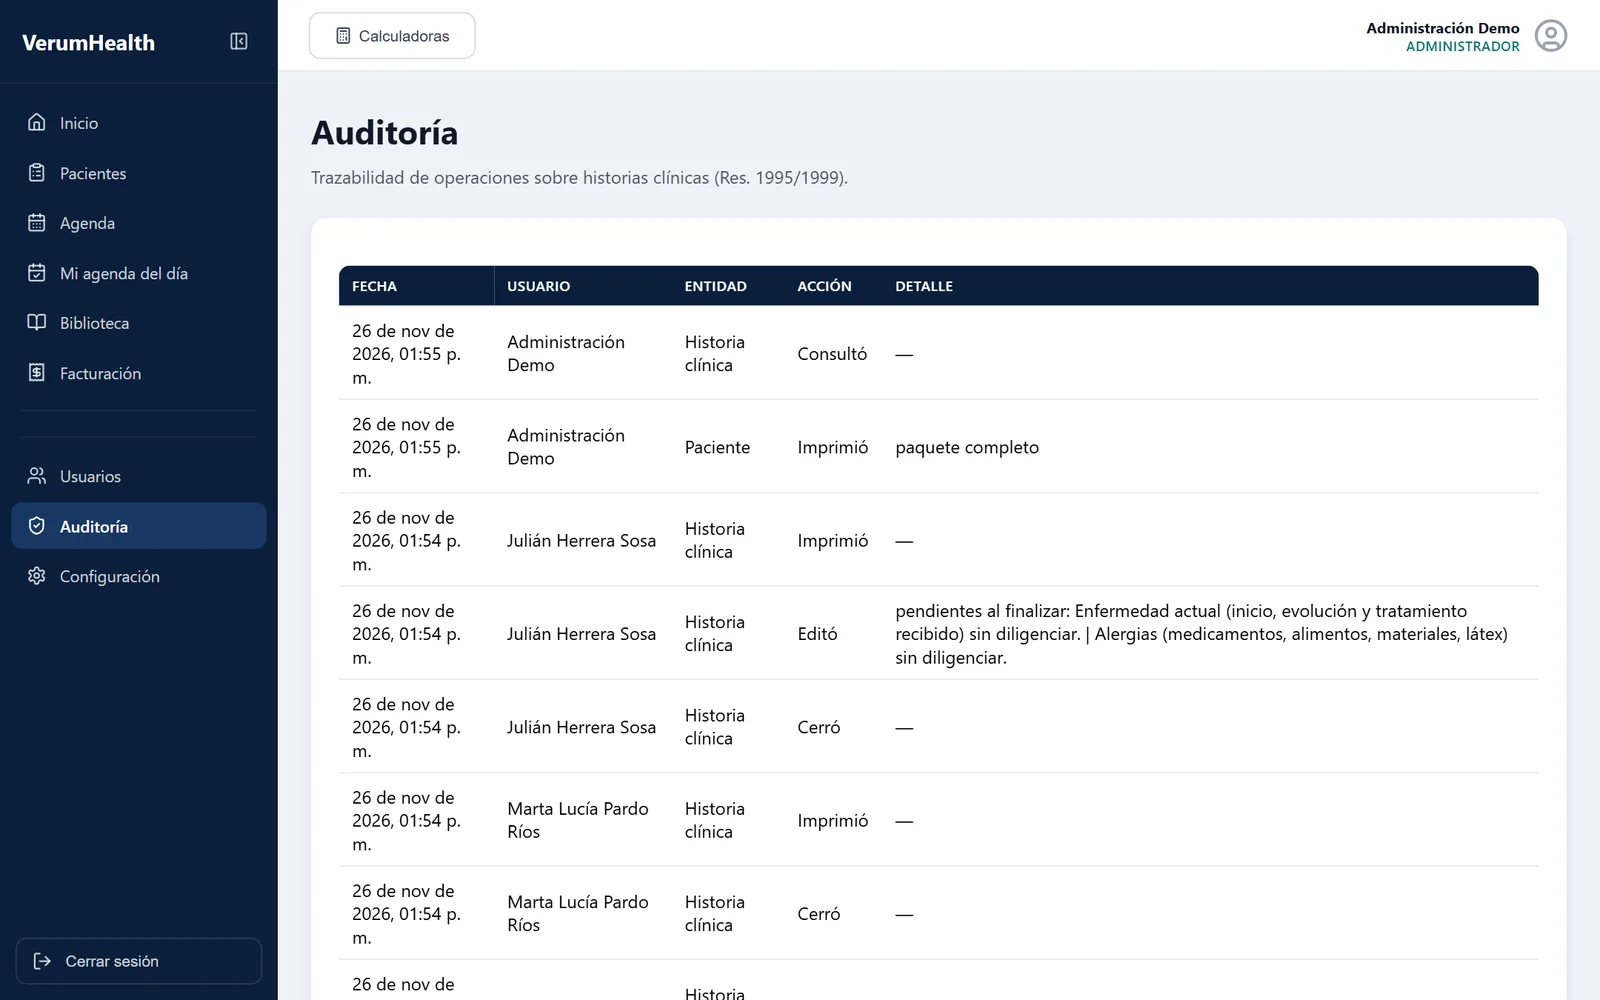 VerumHealth
Calculadoras
Administración Demo
ADMINISTRADOR
Inicio
Pacientes
Agenda
Mi agenda del día
Biblioteca
Facturación
Usuarios
Auditoría
Configuración
Cerrar sesión
Auditoría
Trazabilidad de operaciones sobre historias clínicas (Res. 1995/1999).
FECHA USUARIO ENTIDAD ACCIÓN DETALLE
26 de nov de
2026, 01:55 p.
m.
Administración
Demo
Historia
clínica
Consultó
—
26 de nov de
2026, 01:55 p.
m.
Administración
Demo
Paciente
Imprimió
paquete completo
26 de nov de
2026, 01:54 p.
m.
Julián Herrera Sosa
Historia
clínica
Imprimió
—
26 de nov de
2026, 01:54 p.
m.
Julián Herrera Sosa
Historia
clínica
Editó
pendientes al finalizar: Enfermedad actual (inicio, evolución y tratamiento
recibido) sin diligenciar. | Alergias (medicamentos, alimentos, materiales, látex)
sin diligenciar.
26 de nov de
2026, 01:54 p.
m.
Julián Herrera Sosa
Historia
clínica
Cerró
—
26 de nov de
2026, 01:54 p.
m.
Marta Lucía Pardo
Ríos
Historia
clínica
Imprimió
—
26 de nov de
2026, 01:54 p.
m.
Marta Lucía Pardo
Ríos
Historia
clínica
Cerró
—
26 de nov de
Historia